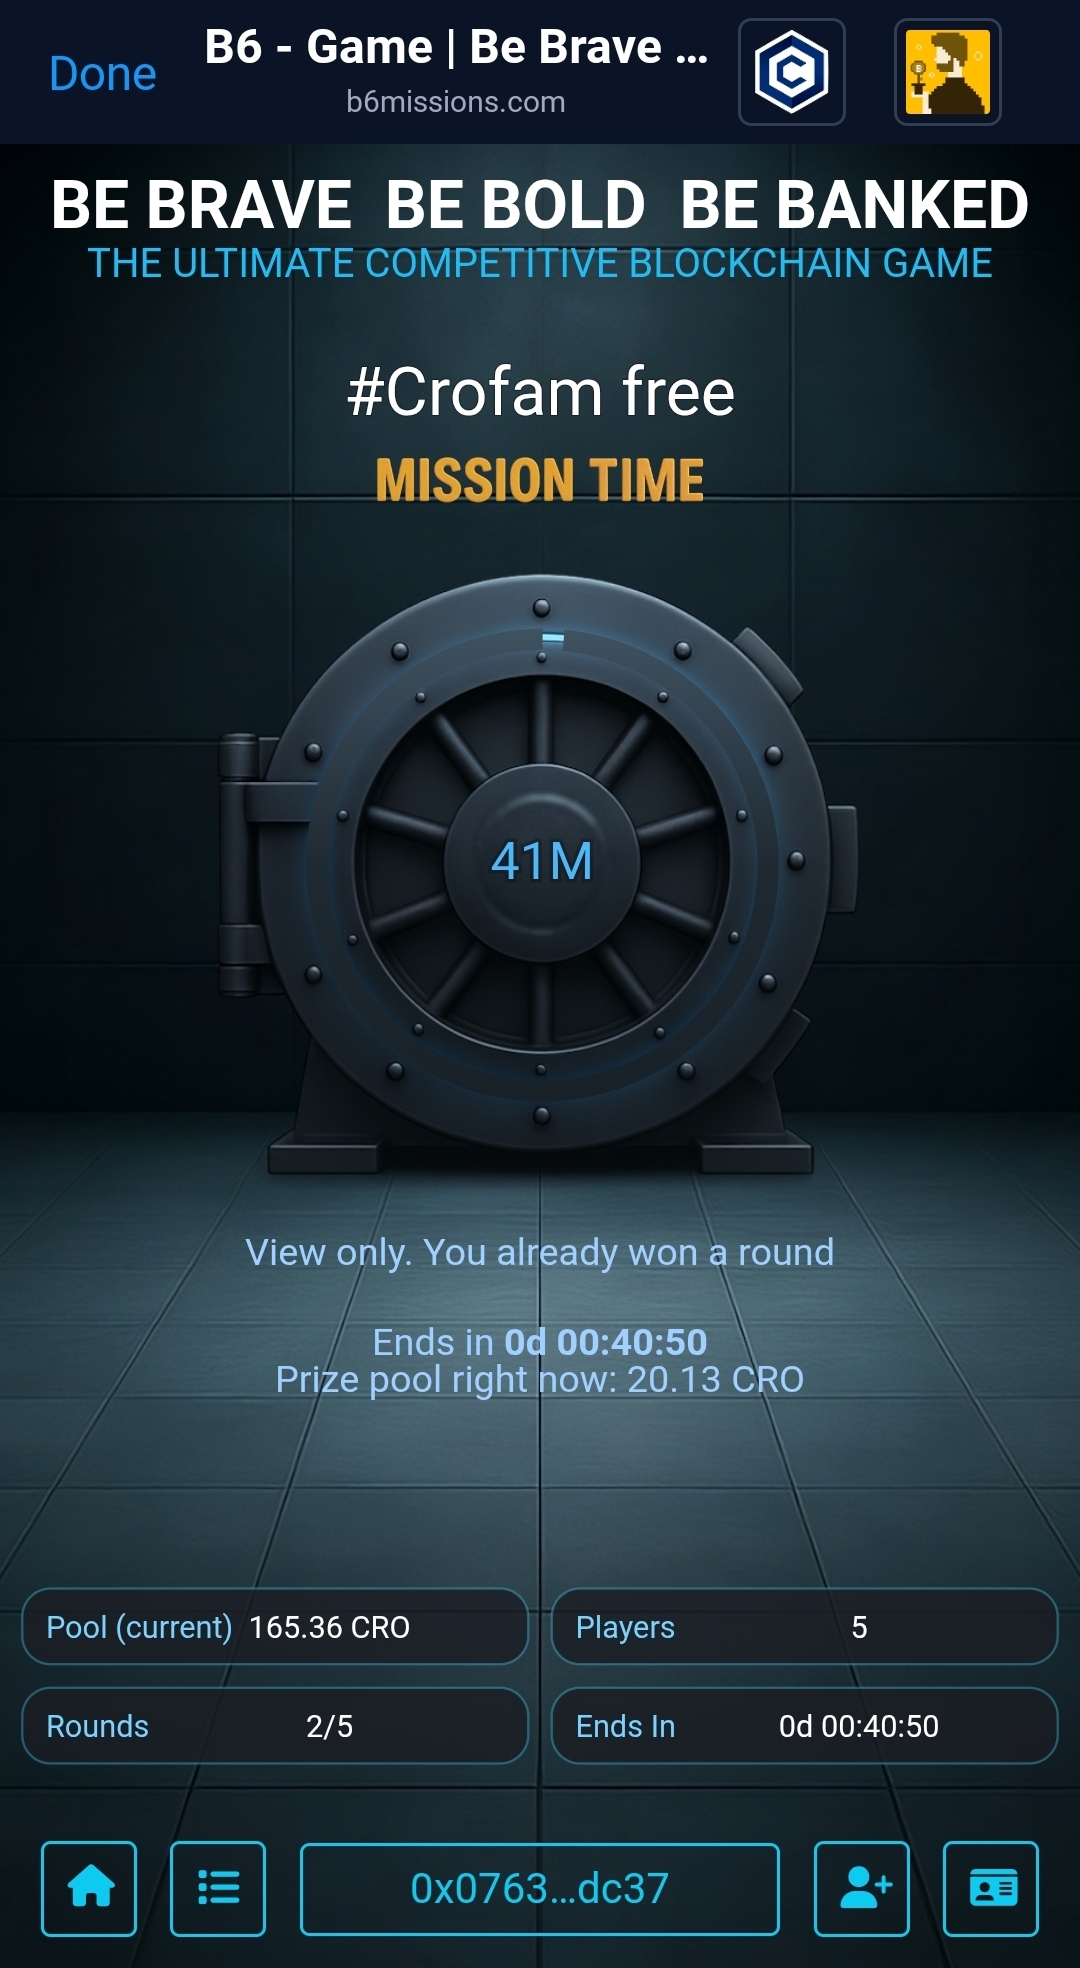 Done
B6 - Game | Be Brave ...
b6missions.com
BE BRAVE BE BOLD BE BANKED
THE ULTIMATE COMPETITIVE BLOCKCHAIN GAME
#Crofam free
MISSION TIME
41M
View only. You already won a round
Ends in 0d 00:40:50
Prize pool right now: 20.13 CRO
Pool (current) 165.36 CRO
Players 5
Rounds 2/5
Ends In 0d 00:40:50
0x0763...dc37